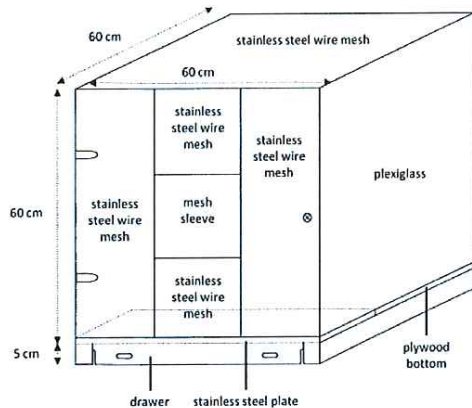 60 cm
stainless steel wire mesh
60 cm
stainless
steel wire
mesh
stainless
steel wire
mesh
plexiglass
60 cm
stainless
steel wire
mesh
mesh
sleeve
stainless
steel wire
mesh
5 cm
plywood
bottom
drawer
stainless steel plate